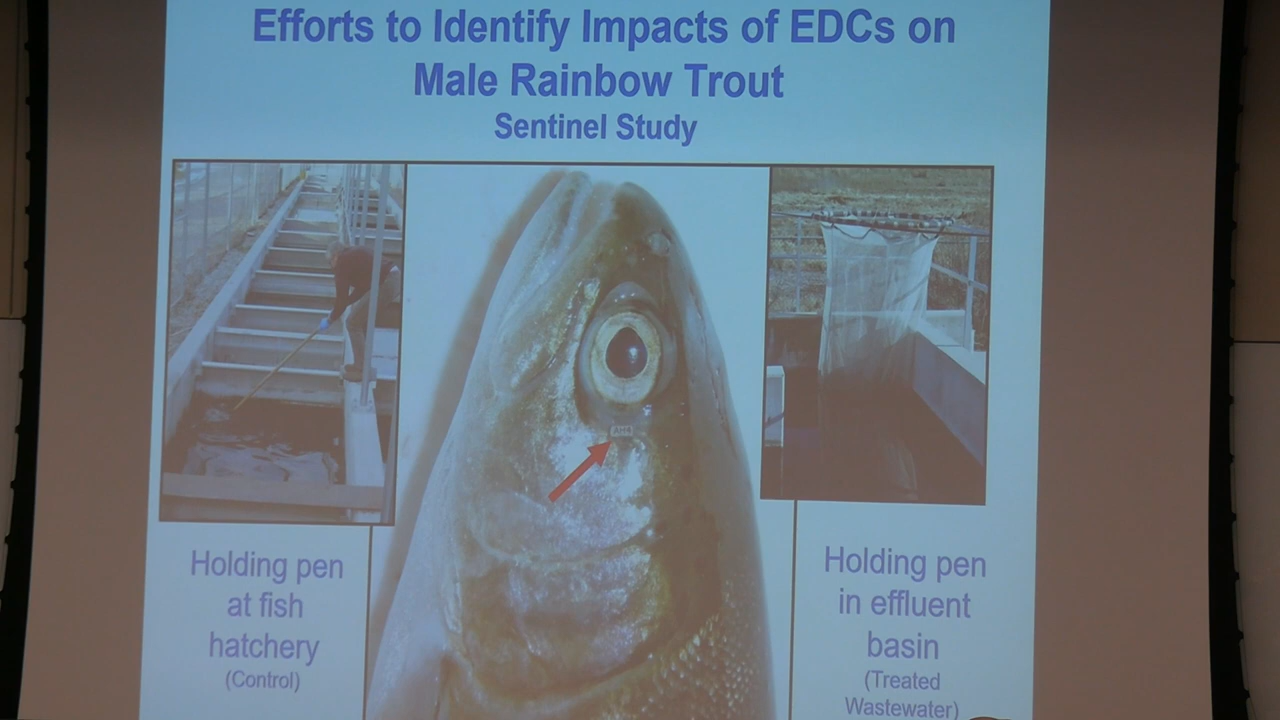 Efforts to Identify Impacts of EDCs on
Male Rainbow Trout
Sentinel Study
AH4
Holding pen
at fish
hatchery
(Control)
Holding pen
in effluent
basin
(Treated
Wastewater)